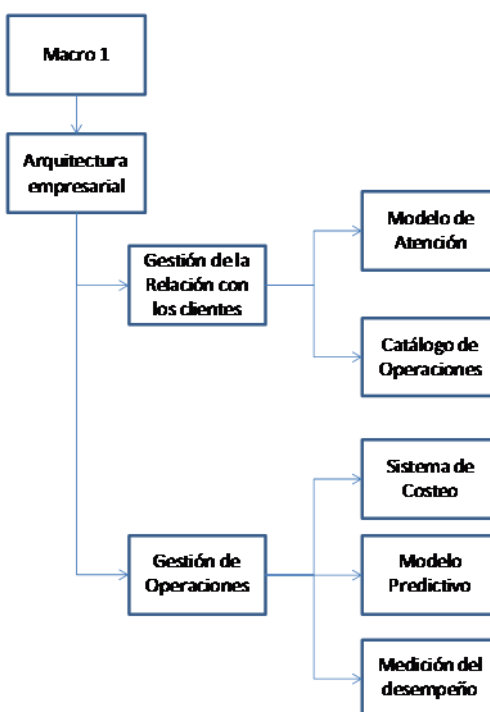 Macro 1
Arquitectura
empresarial
Gestión de la
Relación con
los clientes
Modelo de
Atención
Catálogo de
Operaciones
Gestión de
Operaciones
Sistema de
Costeo
Modelo
Predictivo
Medición del
desempeño